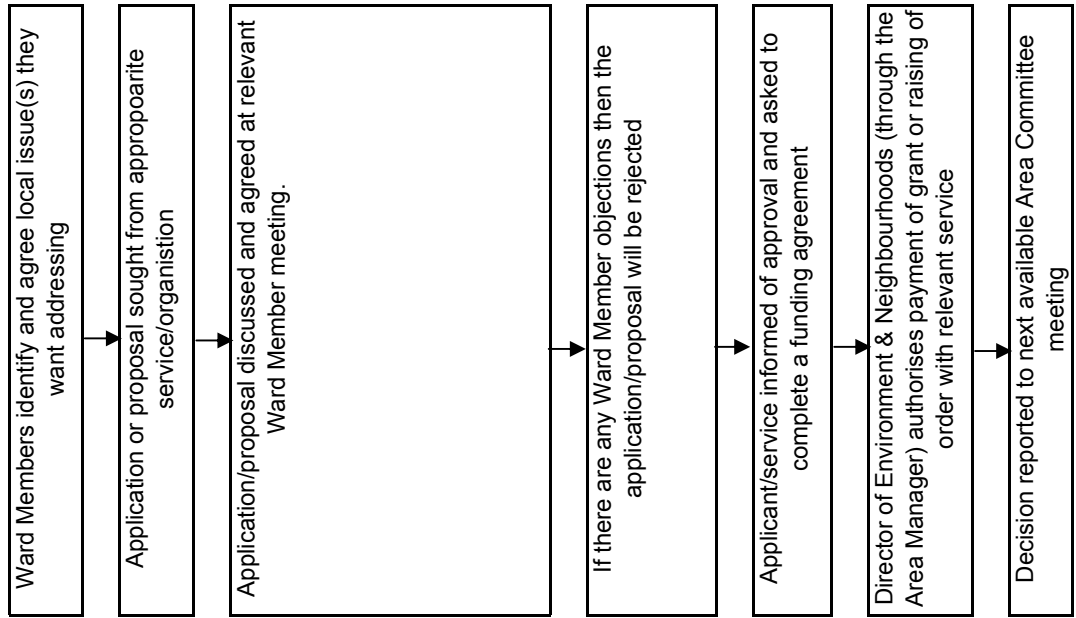 Ward Members identify and agree local issue(s) they
want addressing
Application or proposal sought from appropoarite
service/organistion
Application/proposal discussed and agreed at relevant
Ward Member meeting.
If there are any Ward Member objections then the
application/proposal will be rejected
Applicant/service informed of approval and asked to
complete a funding agreement
Director of Environment & Neighbourhoods (through the
Area Manager) authorises payment of grant or raising of
order with relevant service
Decision reported to next available Area Committee
meeting